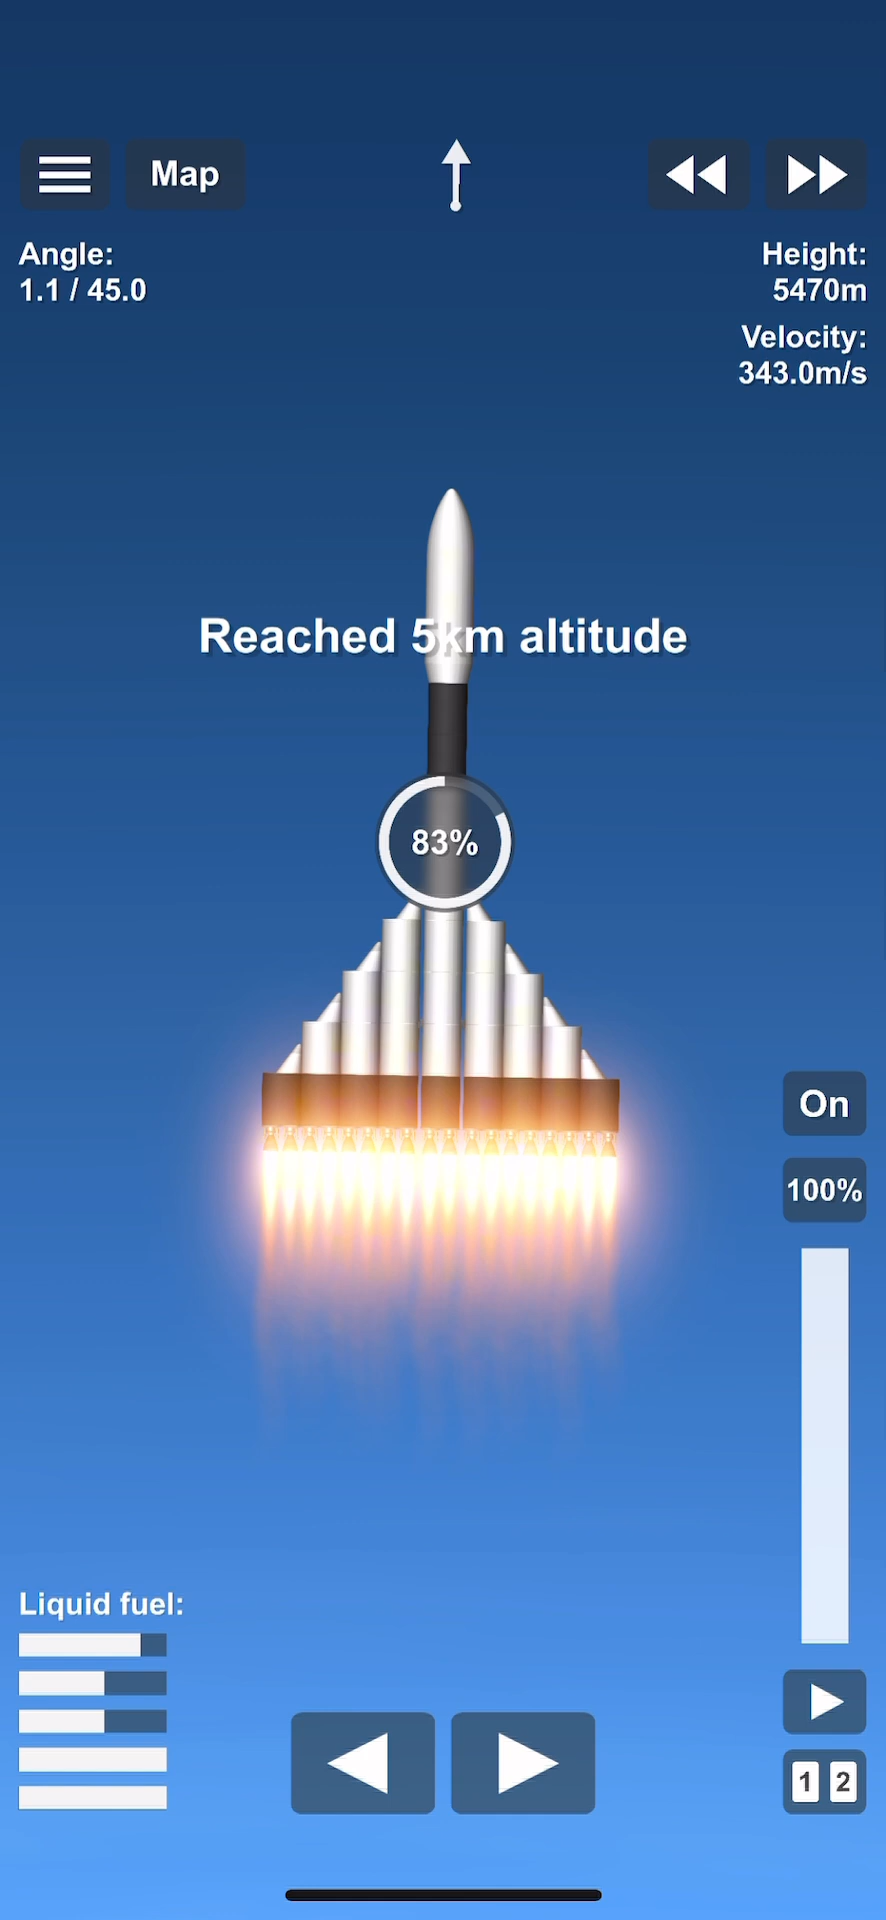 Map
Angle:
1.1 / 45.0
Height:
5470m
Velocity:
343.0m/s
Reached 5km altitude
83%
On
100%
Liquid fuel:
1 2